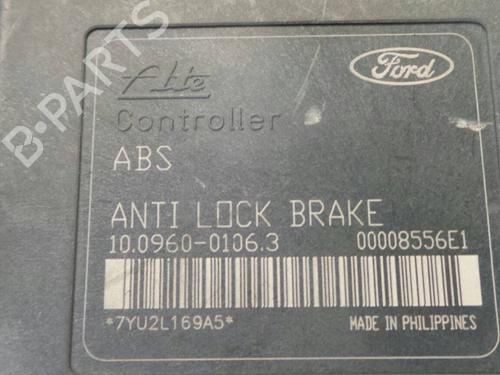 B-PARTS
Ate
Ford
Controller
ABS
ANTI LOCK BRAKE
10.0960-0106.3 00008556E1
*7YU2L169A5* MADE IN PHILIPPINES